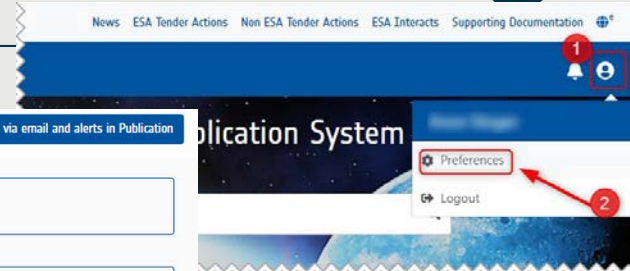 News ESA Tender Actions Non ESA Tender Actions ESA Interacts Supporting Documentation
1
via email and alerts in Publication
blication System
Preferences
Logout
2